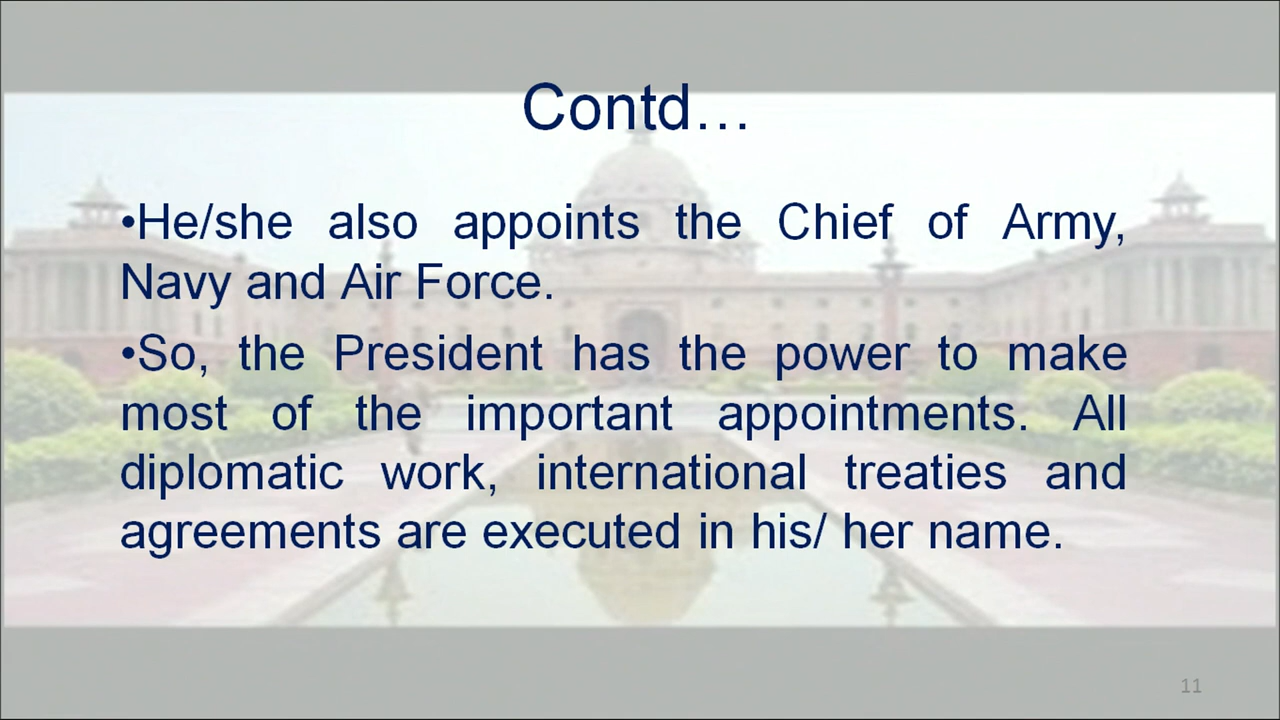 Contd...
•He/she also appoints the Chief of Army,
Navy and Air Force.
•So, the President has the power to make
most of the important appointments. All
diplomatic work, international treaties and
agreements are executed in his/ her name.
11